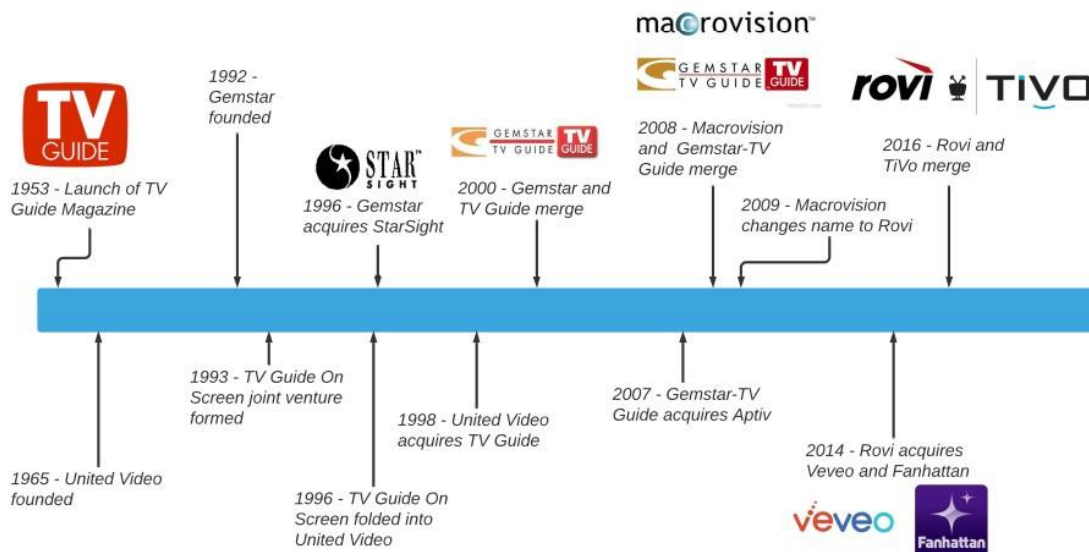 macrovision™
GEMSTAR
TV GUIDE
TV
GUIDE
rovi
TIVO
1992 -
Gemstar
founded
TV
GUIDE
STAR™
SIGHT
GEMSTAR
TV GUIDE
TV
GUIDE
2008 - Macrovision
and Gemstar-TV
Guide merge
2016 - Rovi and
TiVo merge
1953 - Launch of TV
Guide Magazine
1996 - Gemstar
acquires StarSight
2000 - Gemstar and
TV Guide merge
2009 - Macrovision
changes name to Rovi
1993 - TV Guide On
Screen joint venture
formed
1998 - United Video
acquires TV Guide
2007 - Gemstar-TV
Guide acquires Aptiv
1965 - United Video
founded
1996 - TV Guide On
Screen folded into
United Video
2014 - Rovi acquires
Veveo and Fanhattan
veveo
Fanhattan